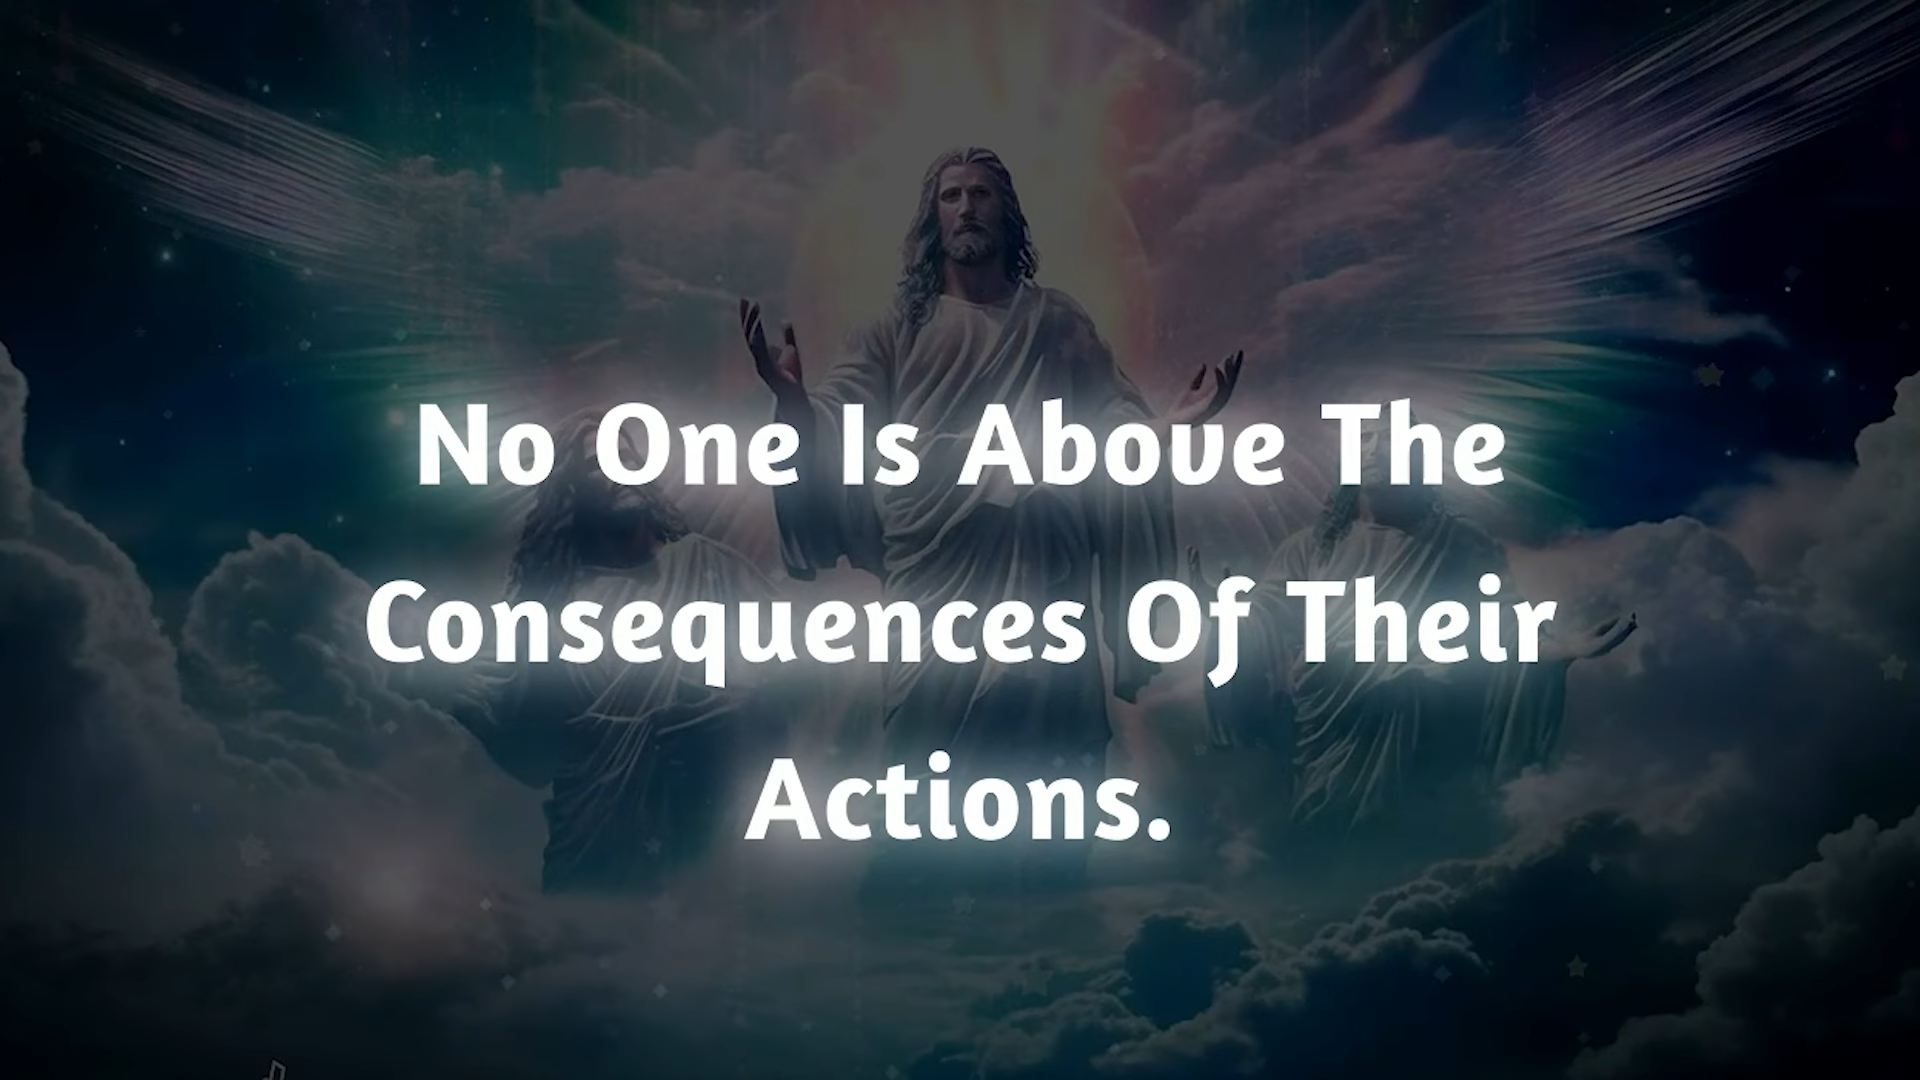 No One Is Above The
Consequences Of Their
Actions.